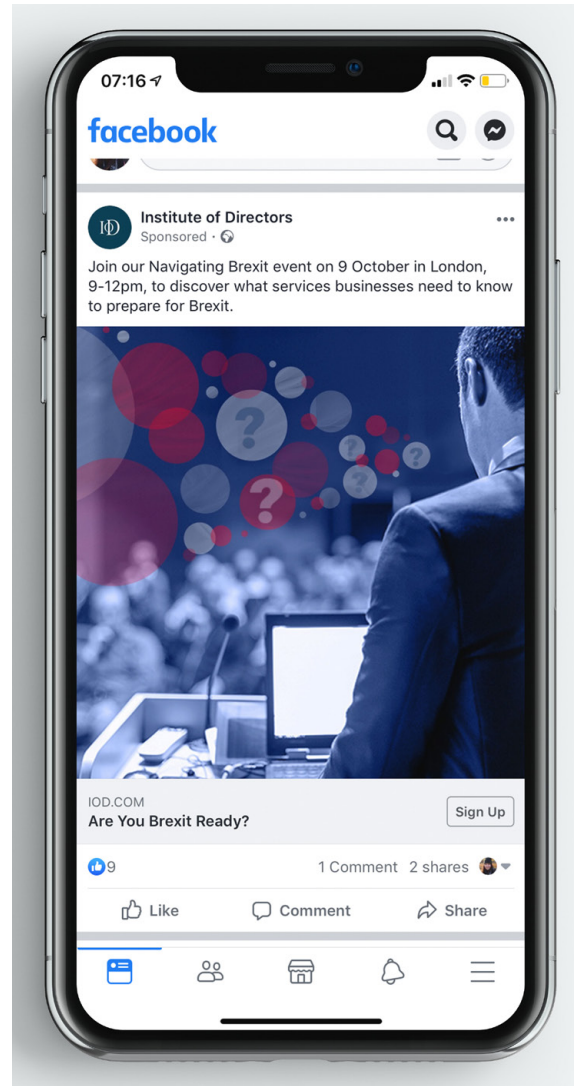 07:16
facebook
IOD
Institute of Directors
Sponsored ·
Join our Navigating Brexit event on 9 October in London,
9-12pm, to discover what services businesses need to know
to prepare for Brexit.
?
?
?
?
?
IOD.COM
Are You Brexit Ready?
Sign Up
9
1 Comment 2 shares
Like
Comment
Share